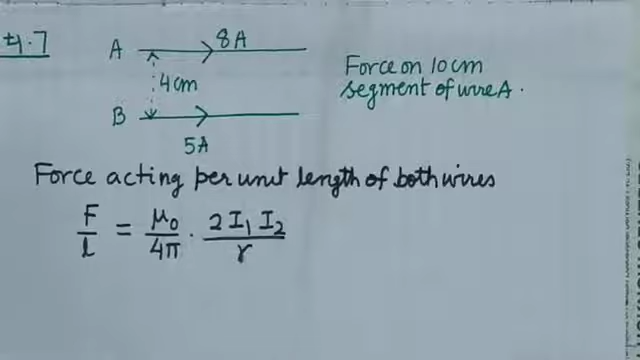 4.7
A 8A
4cm
B
5A
Force on 10cm
segment of wire A.
Force acting per unit length of both wires
F/l = μ₀/4π · 2I₁I₂/r